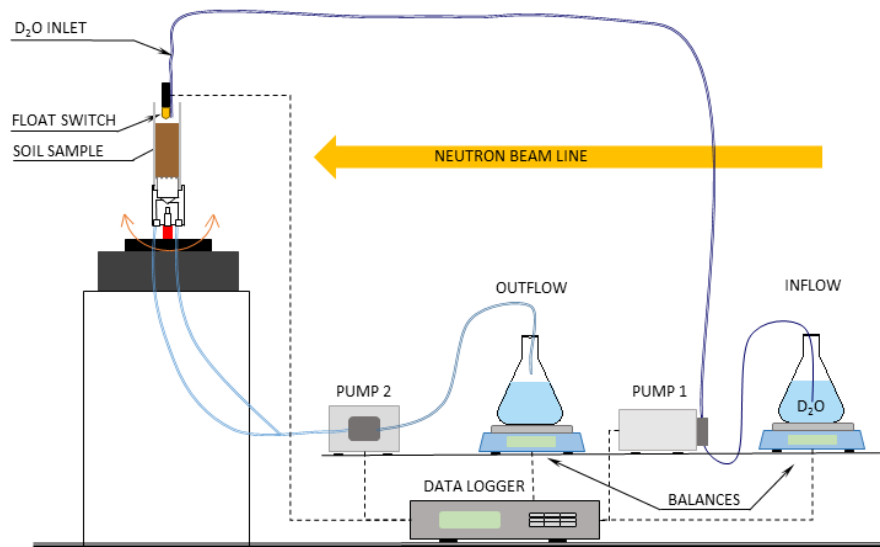 D₂O INLET
FLOAT SWITCH
SOIL SAMPLE
NEUTRON BEAM LINE
OUTFLOW
INFLOW
PUMP 2
PUMP 1
D₂O
DATA LOGGER
BALANCES